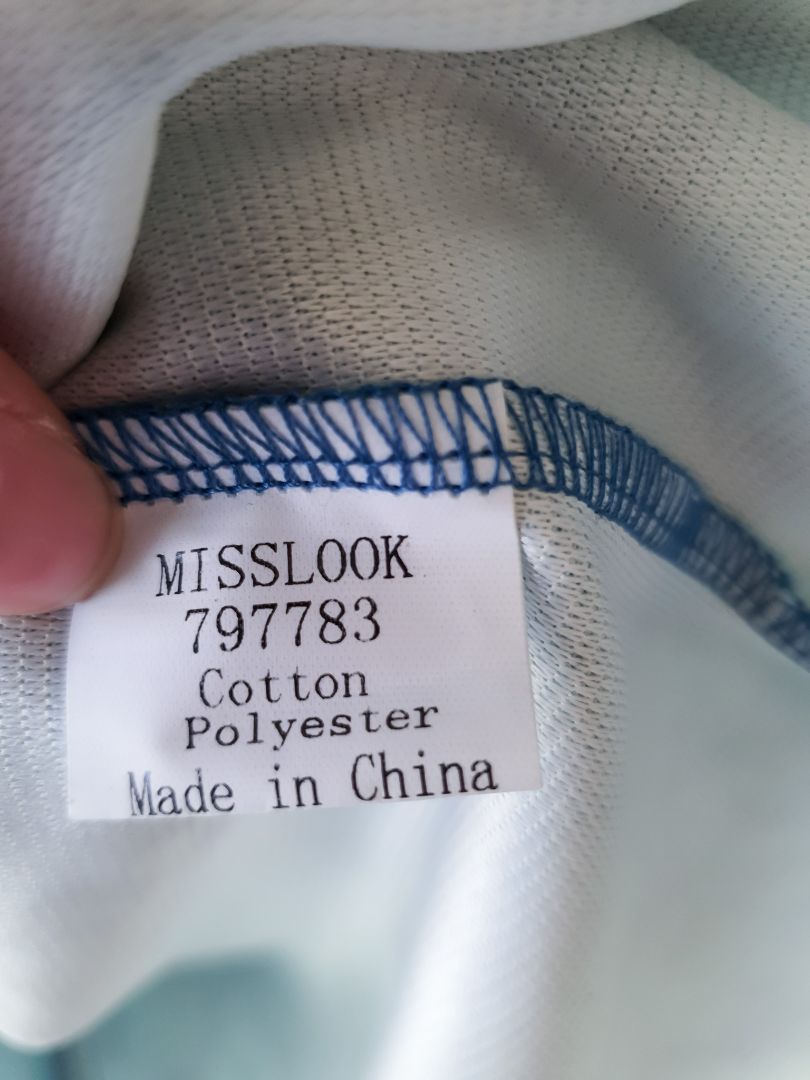 MISSLOOK
797783
Cotton
Polyester
Made in China